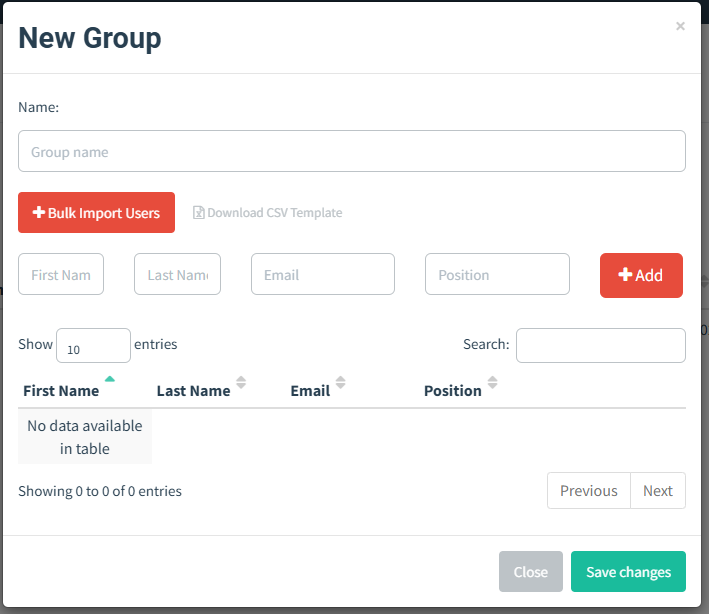 New Group
×
Name:
Group name
+ Bulk Import Users Download CSV Template
First Nam Last Name Email Position + Add
Show 10 entries Search:
First Name Last Name Email Position
No data available
in table
Showing 0 to 0 of 0 entries Previous Next
Close Save changes